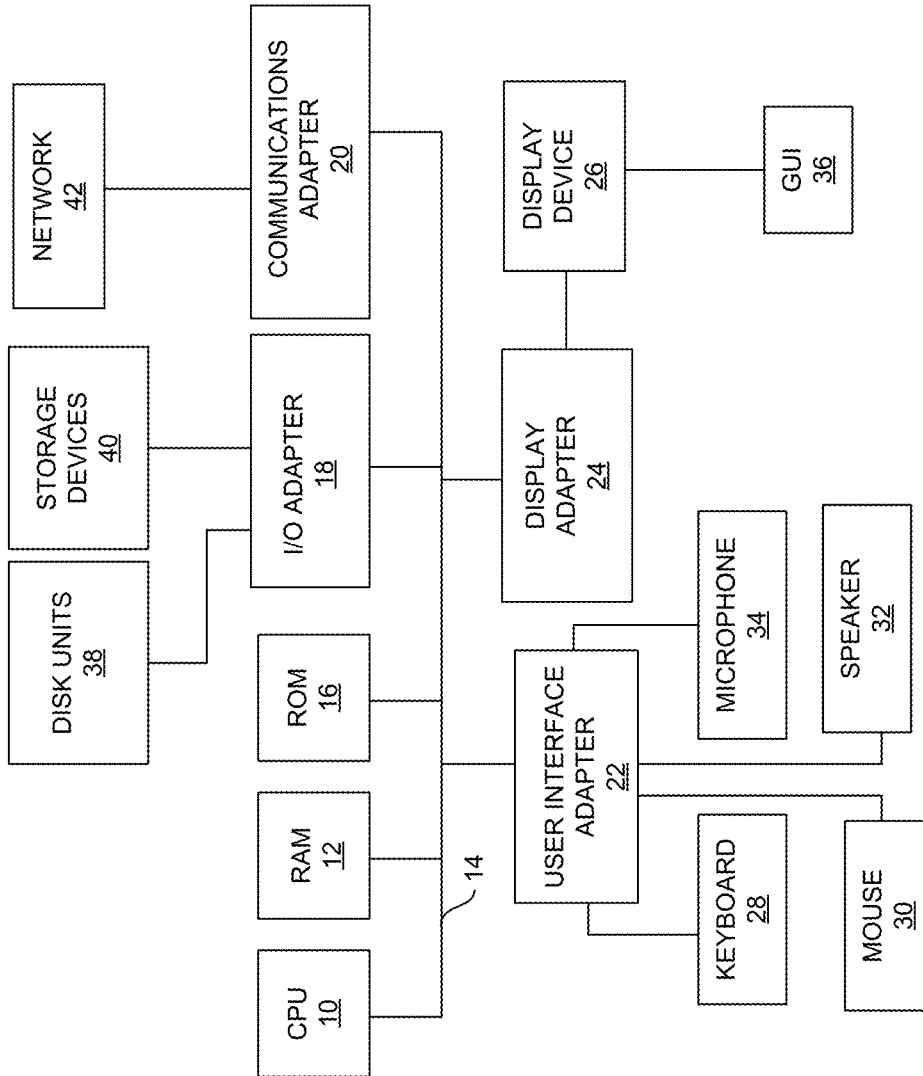 DISK UNITS
38
STORAGE
DEVICES
40
NETWORK
42
CPU
10
RAM
12
ROM
16
I/O ADAPTER
18
COMMUNICATIONS
ADAPTER
20
14
USER INTERFACE
ADAPTER
22
DISPLAY
ADAPTER
24
DISPLAY
DEVICE
26
KEYBOARD
28
MICROPHONE
34
MOUSE
30
SPEAKER
32
GUI
36